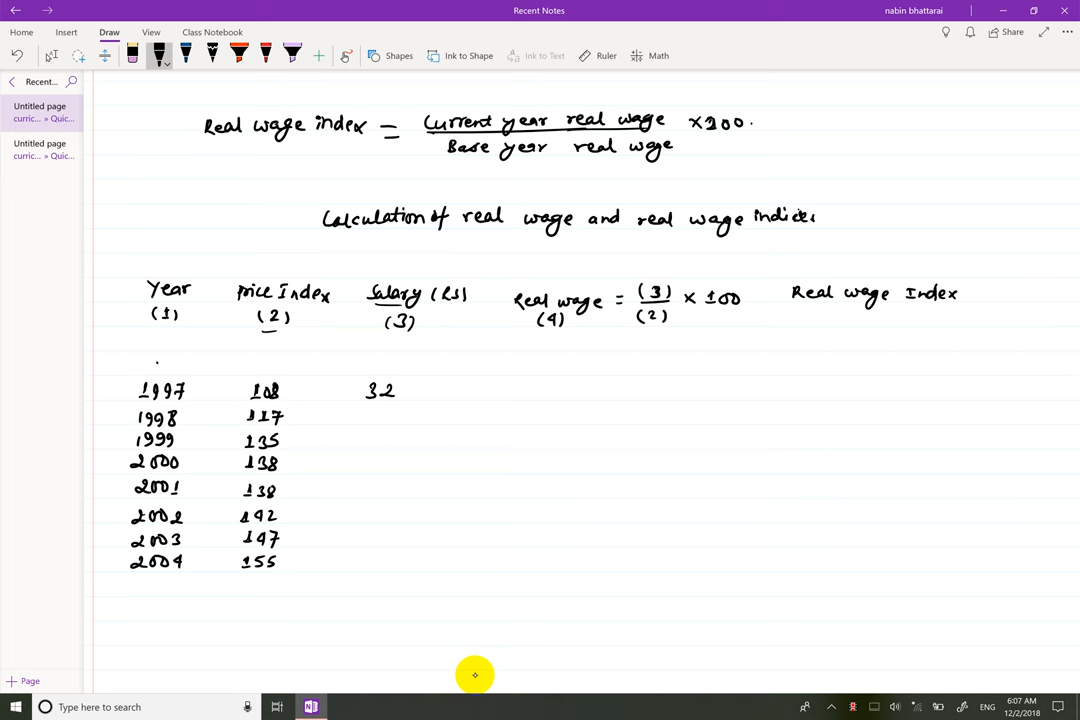 Recent Notes
nabin bhattarai
Home Insert Draw View Class Notebook
Share
Shapes Ink to Shape Ink to Text Ruler Math
Recent...
Untitled page
curric... » Quic...
Untitled page
curric... » Quic...
Real wage index = Current year real wage ×100.
Base year real wage
Calculation of real wage and real wage indices
Year Price Index Salary (Rs) Real wage = (3) × 100 Real wage Index
(1) (2) (3) (4) (2)
1997 108 32
1998 117
1999 135
2000 138
2001 138
2002 142
2003 147
2004 155
Page
Type here to search
ENG
6:07 AM
12/2/2018